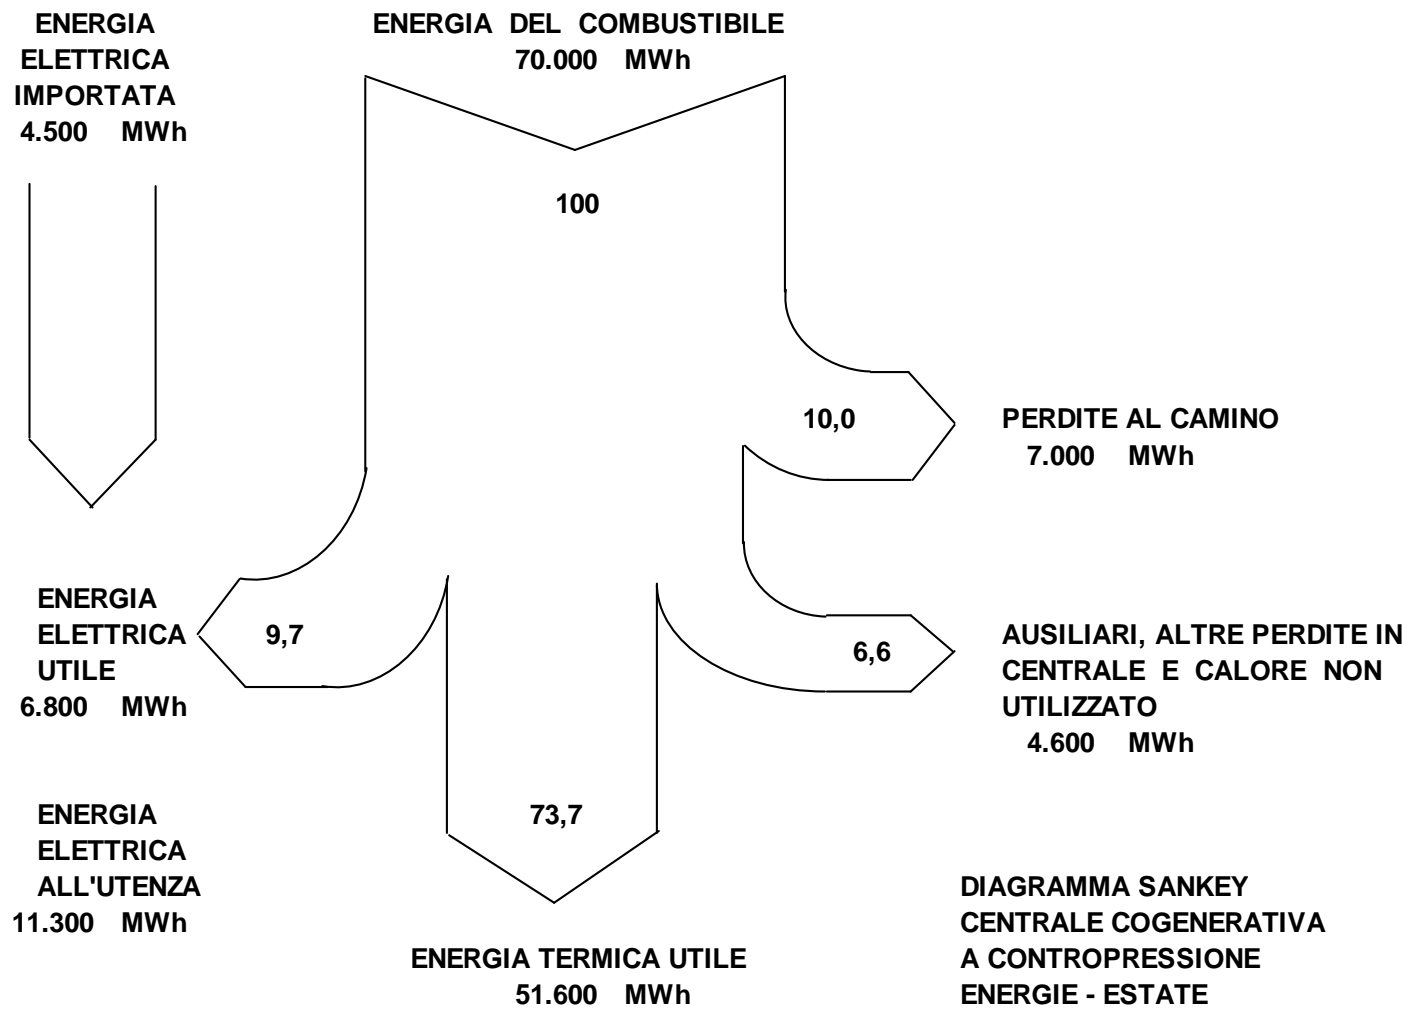 ENERGIA
ELETTRICA
IMPORTATA
4.500 MWh
ENERGIA DEL COMBUSTIBILE
70.000 MWh
100
10,0
PERDITE AL CAMINO
7.000 MWh
ENERGIA
ELETTRICA
UTILE
6.800 MWh
9,7
6,6
AUSILIARI, ALTRE PERDITE IN
CENTRALE E CALORE NON
UTILIZZATO
4.600 MWh
ENERGIA
ELETTRICA
ALL'UTENZA
11.300 MWh
73,7
ENERGIA TERMICA UTILE
51.600 MWh
DIAGRAMMA SANKEY
CENTRALE COGENERATIVA
A CONTROPRESSIONE
ENERGIE - ESTATE